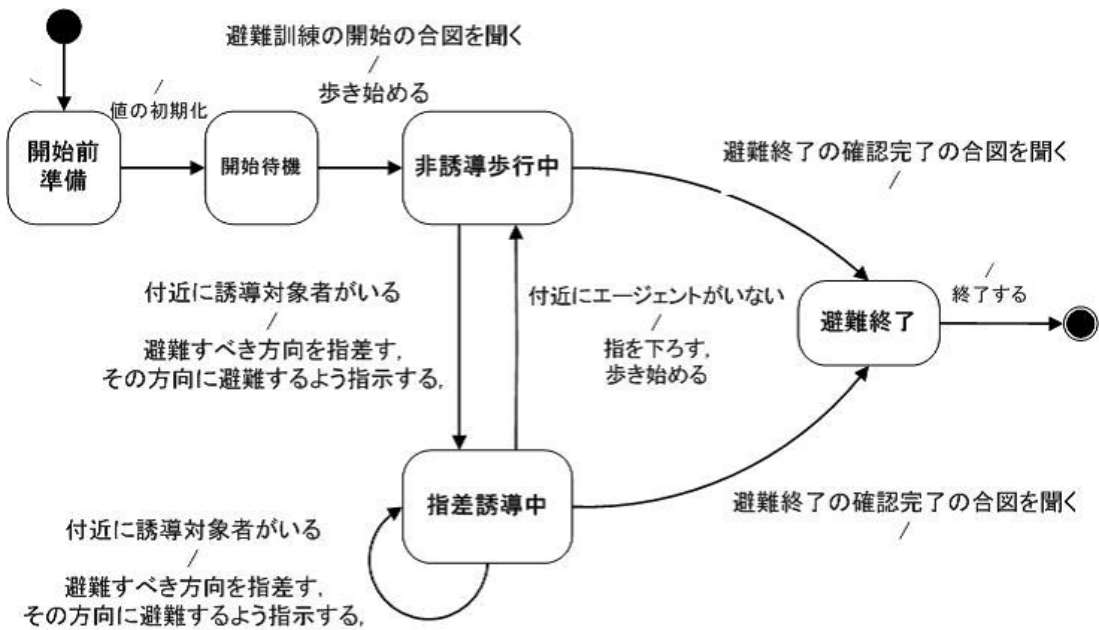 避難訓練の開始の合図を聞く
/
歩き始める
\
/
値の初期化
開始前
準備
開始待機
非誘導歩行中
避難終了の確認完了の合図を聞く
/
付近に誘導対象者がいる
/
避難すべき方向を指差す,
その方向に避難するよう指示する,
付近にエージェントがいない
/
指を下ろす,
歩き始める
避難終了
/
終了する
指差誘導中
避難終了の確認完了の合図を聞く
/
付近に誘導対象者がいる
/
避難すべき方向を指差す,
その方向に避難するよう指示する,